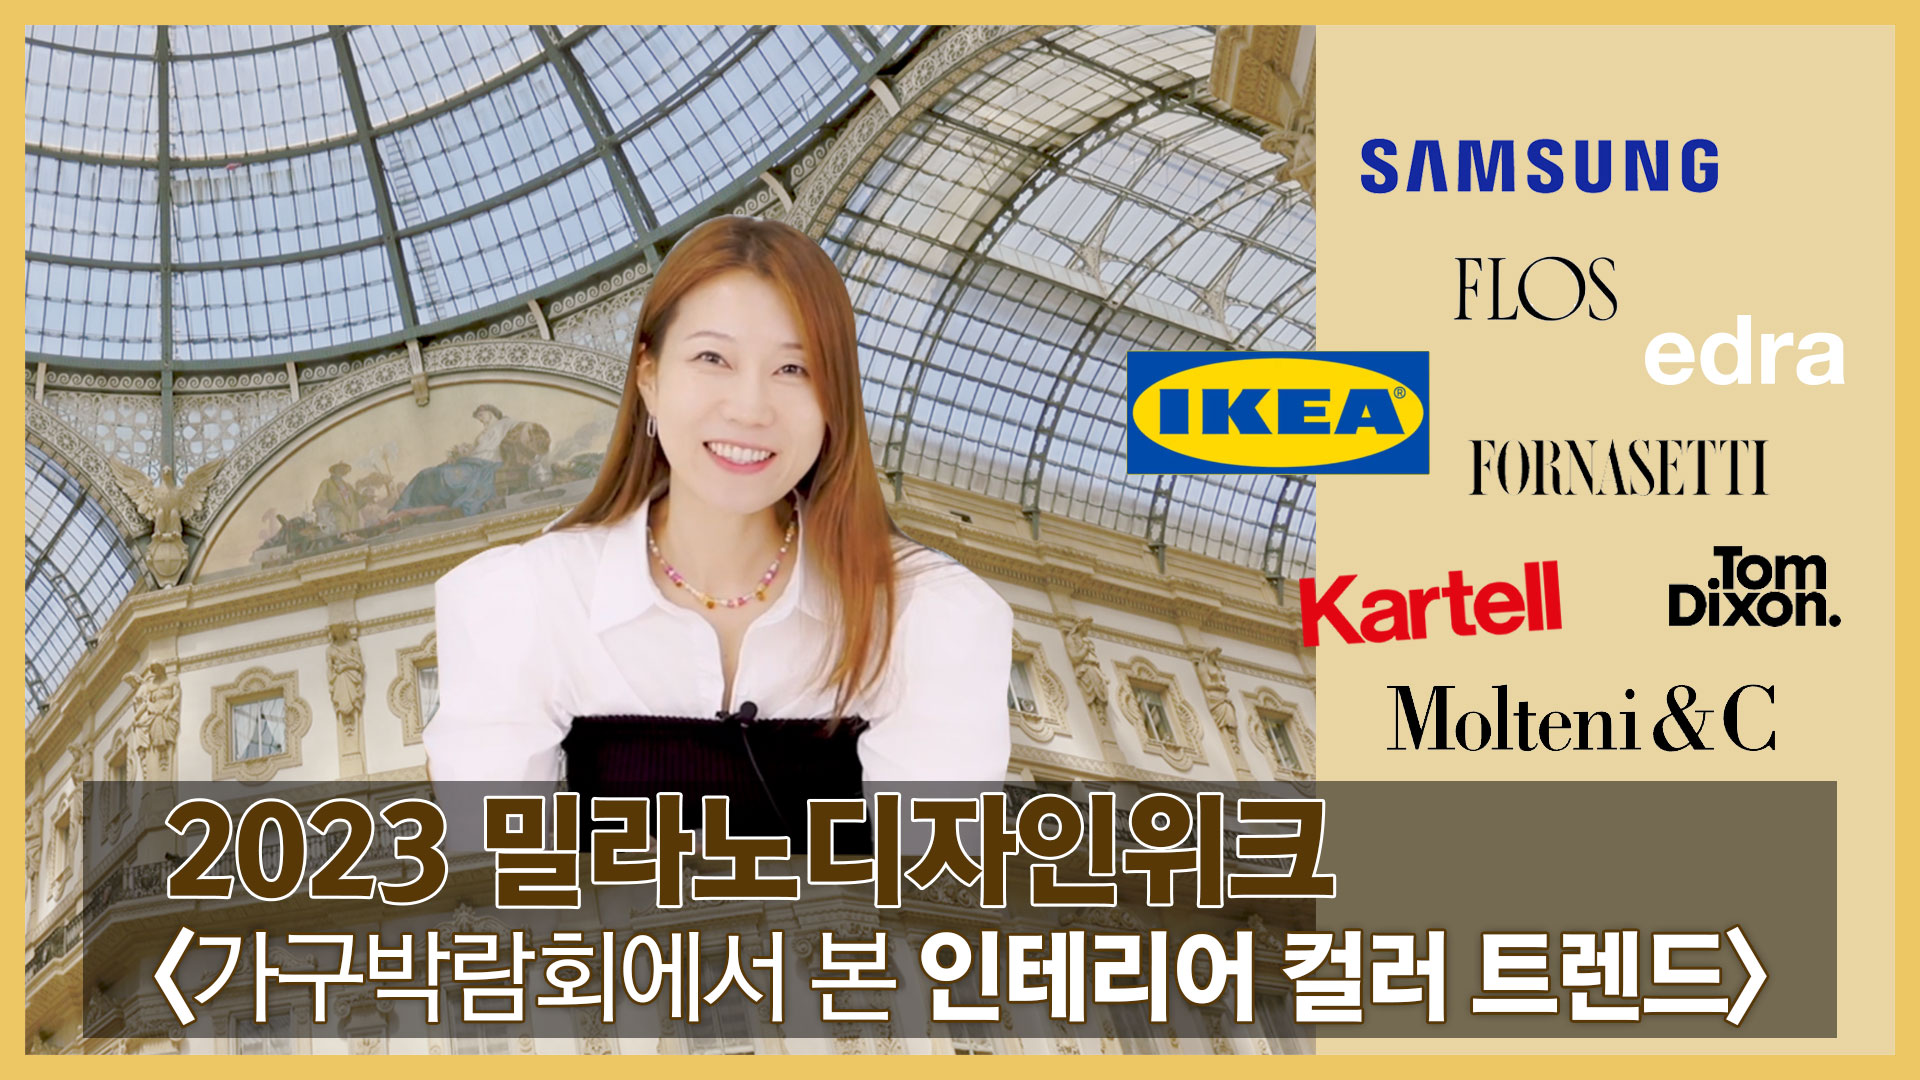 SAMSUNG
FLOS
edra
IKEA®
FORNASETTI
Kartell
Tom
Dixon.
Molteni&C
2023 밀라노디자인위크
<가구박람회에서 본 인테리어 컬러 트렌드>